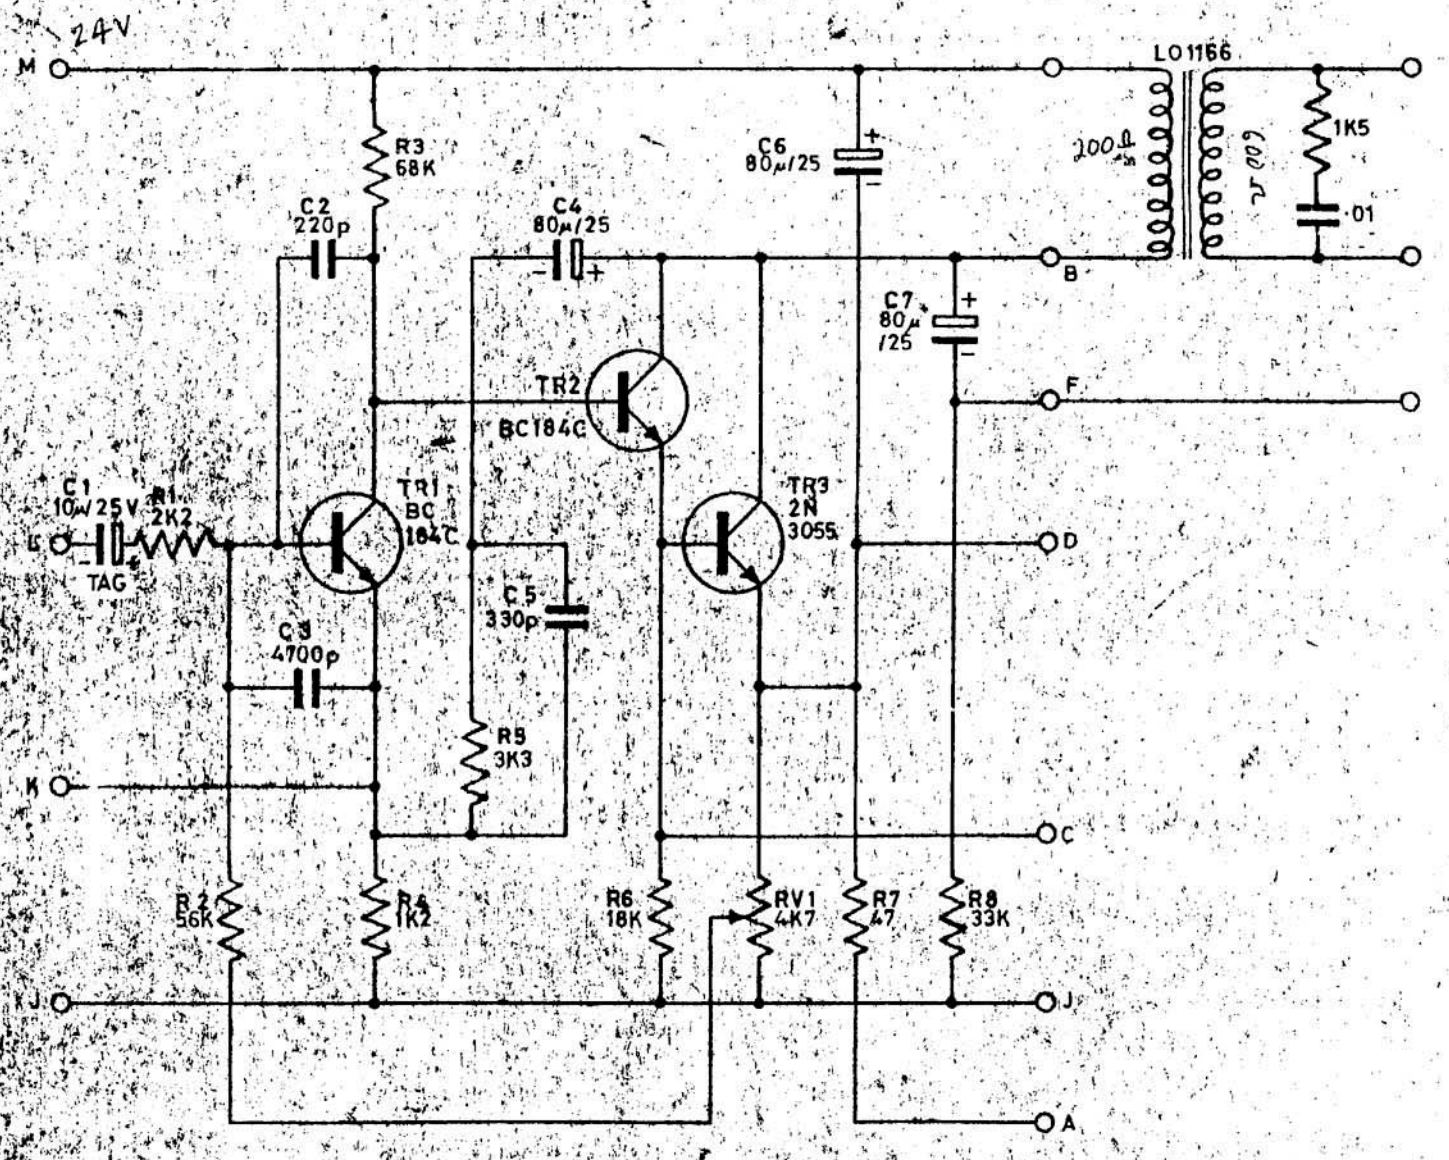 24V
M
LO1166
R3
68K
C6
80µ/25
200Ω
600Ω
1K5
C2
220p
C4
80µ/25
.01
- +
+
-
B
C7
80µ
/25
+
-
TR2
BC184C
F
C1
10µ/25V
R1
2K2
TR1
BC
184C
TR3
2N
3055
- +
TAG
D
C5
330p
C3
4700p
R5
3K3
K
C
R2
56K
R4
1K2
R6
18K
RV1
4K7
R7
47
R8
33K
J
J
A